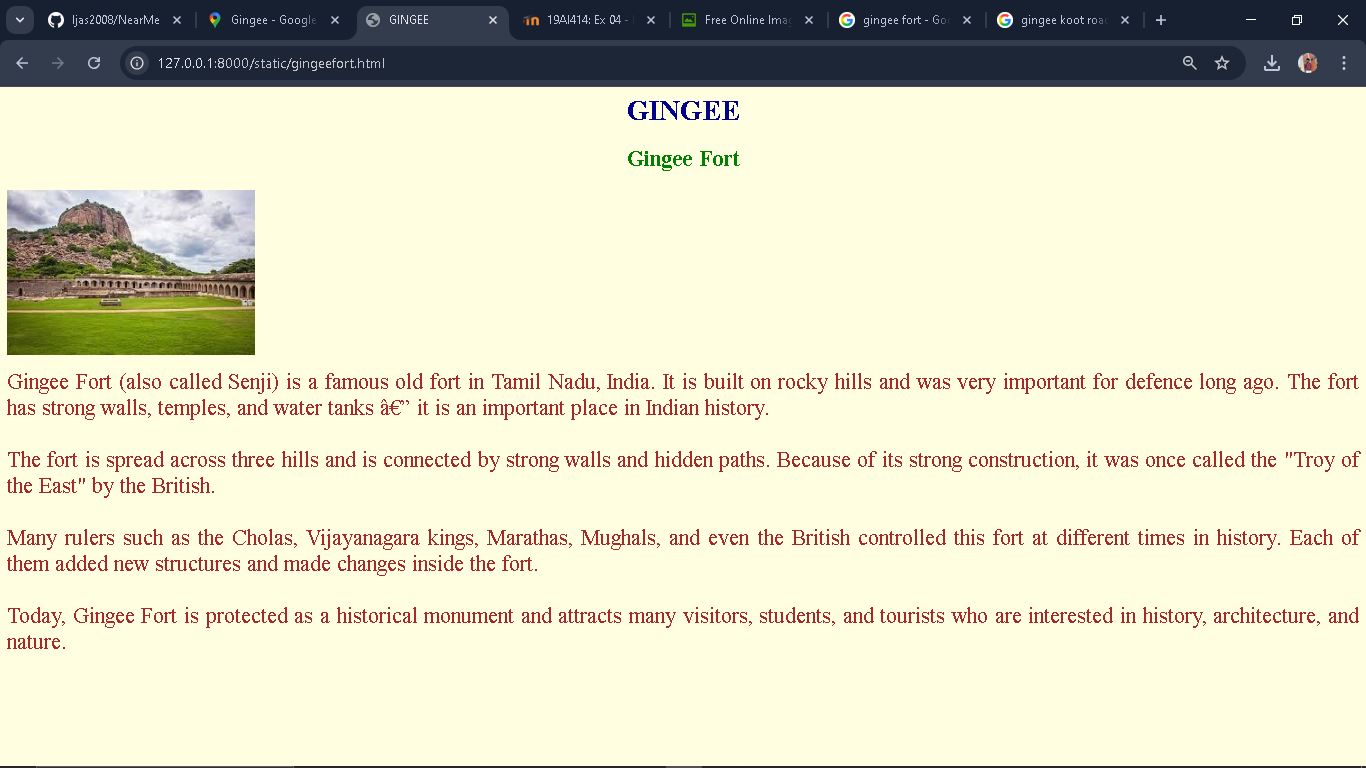 ljas2008/NearMe
Gingee - Google
GINGEE
19AI414: Ex 04 -
Free Online Ima
gingee fort - Go
gingee koot roa
127.0.0.1:8000/static/gingeefort.html
GINGEE
Gingee Fort
Gingee Fort (also called Senji) is a famous old fort in Tamil Nadu, India. It is built on rocky hills and was very important for defence long ago. The fort
has strong walls, temples, and water tanks â€” it is an important place in Indian history.
The fort is spread across three hills and is connected by strong walls and hidden paths. Because of its strong construction, it was once called the "Troy of
the East" by the British.
Many rulers such as the Cholas, Vijayanagara kings, Marathas, Mughals, and even the British controlled this fort at different times in history. Each of
them added new structures and made changes inside the fort.
Today, Gingee Fort is protected as a historical monument and attracts many visitors, students, and tourists who are interested in history, architecture, and
nature.